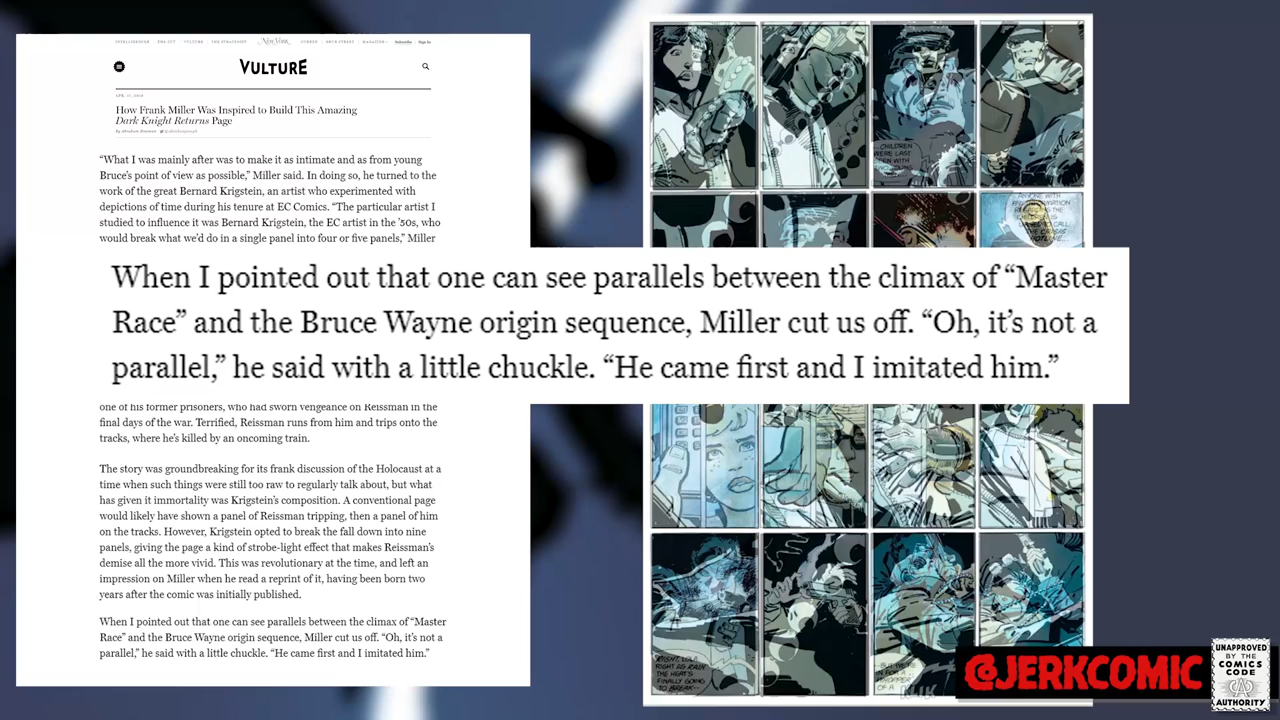 VULTURE
How Frank Miller Was Inspired to Build This Amazing
Dark Knight Returns Page
“What I was mainly after was to make it as intimate and as from young
Bruce’s point of view as possible,” Miller said. In doing so, he turned to the
work of the great Bernard Krigstein, an artist who experimented with
depictions of time during his tenure at EC Comics. “The particular artist I
studied to influence it was Bernard Krigstein, the EC artist in the ’50s, who
would break what we’d do in a single panel into four or five panels,” Miller
When I pointed out that one can see parallels between the climax of “Master
Race” and the Bruce Wayne origin sequence, Miller cut us off. “Oh, it’s not a
parallel,” he said with a little chuckle. “He came first and I imitated him.”
one of his former prisoners, who had sworn vengeance on Reissman in the
final days of the war. Terrified, Reissman runs from him and trips onto the
tracks, where he’s killed by an oncoming train.
The story was groundbreaking for its frank discussion of the Holocaust at a
time when such things were still too raw to regularly talk about, but what
has given it immortality was Krigstein’s composition. A conventional page
would likely have shown a panel of Reissman tripping, then a panel of him
on the tracks. However, Krigstein opted to break the fall down into nine
panels, giving the page a kind of strobe-light effect that makes Reissman’s
demise all the more vivid. This was revolutionary at the time, and left an
impression on Miller when he read a reprint of it, having been born two
years after the comic was initially published.
When I pointed out that one can see parallels between the climax of “Master
Race” and the Bruce Wayne origin sequence, Miller cut us off. “Oh, it’s not a
parallel,” he said with a little chuckle. “He came first and I imitated him.”
CHILDREN
WERE LAST
SEEN WITH
RIGHT AS RAIN
THE HEAT'S
FINALLY GOING
TO BREAK--
@JERKCOMIC
UNAPPROVED
BY THE
COMICS
CODE
AUTHORITY